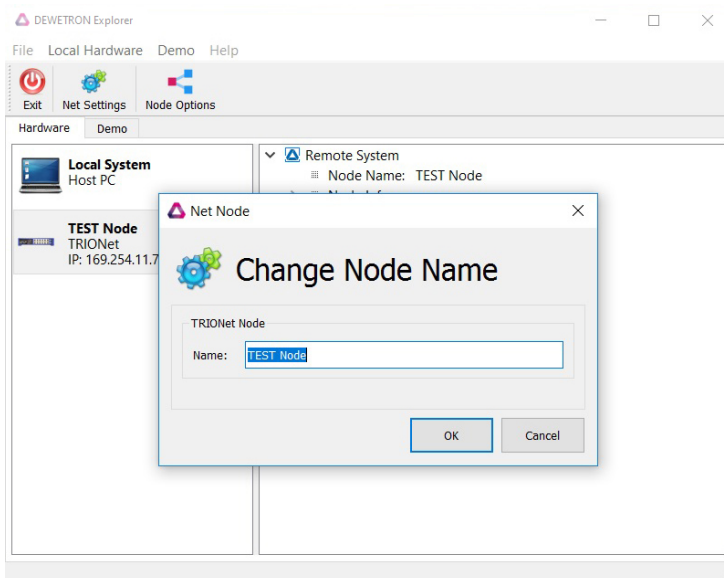 DEWETRON Explorer
File Local Hardware Demo Help
Exit Net Settings Node Options
Hardware Demo
Local System
Host PC
Remote System
Node Name: TEST Node
TEST Node
TRIONet
IP: 169.254.11.7
Net Node
Change Node Name
TRIONet Node
Name: TEST Node
OK Cancel